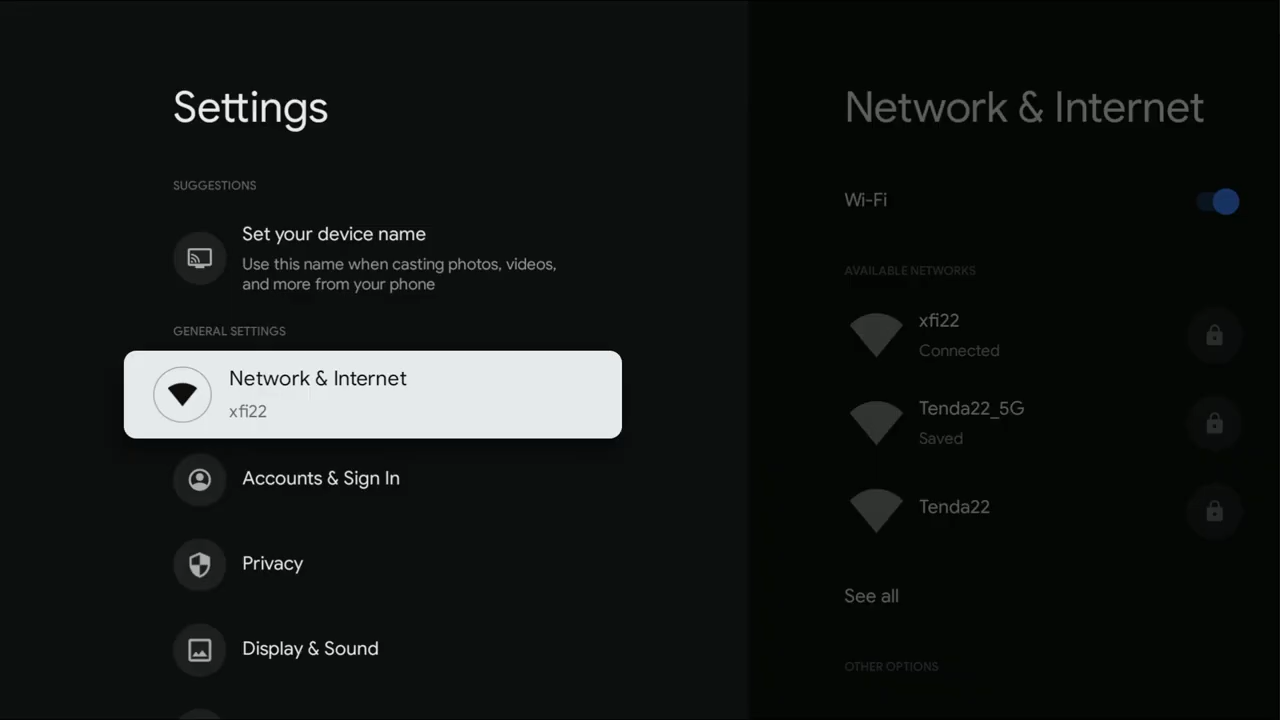 Settings
SUGGESTIONS
Set your device name
Use this name when casting photos, videos,
and more from your phone
GENERAL SETTINGS
Network & Internet
xfi22
Accounts & Sign In
Privacy
Display & Sound
Network & Internet
Wi-Fi
AVAILABLE NETWORKS
xfi22
Connected
Tenda22_5G
Saved
Tenda22
See all
OTHER OPTIONS